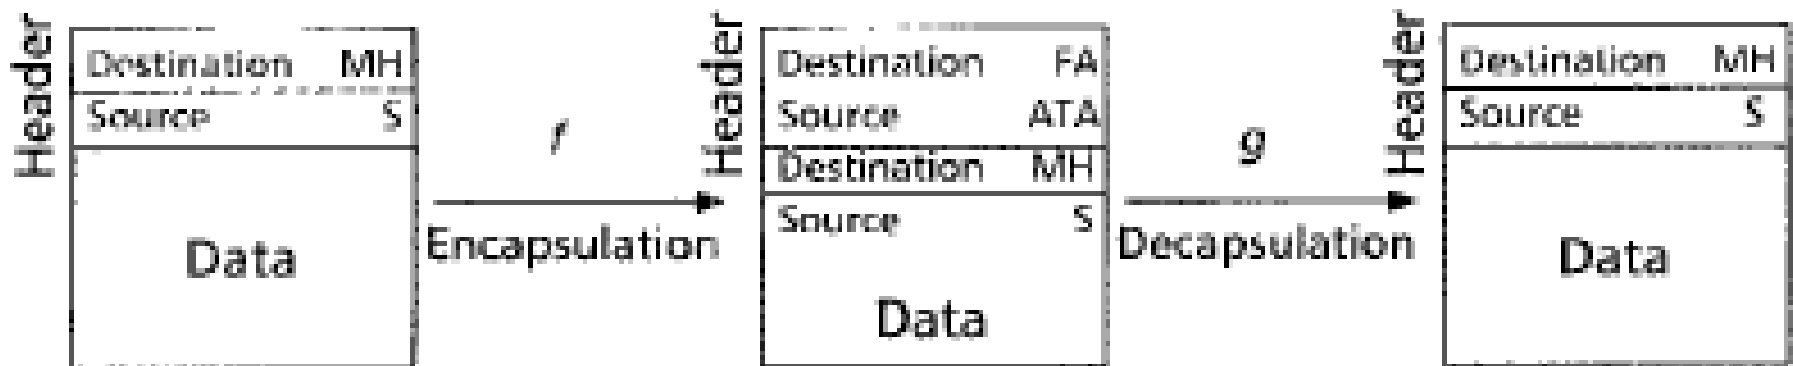 Header
Destination MH
Source S
Data
f
Encapsulation
Header
Destination FA
Source ATA
Destination MH
Source S
Data
g
Decapsulation
Header
Destination MH
Source S
Data